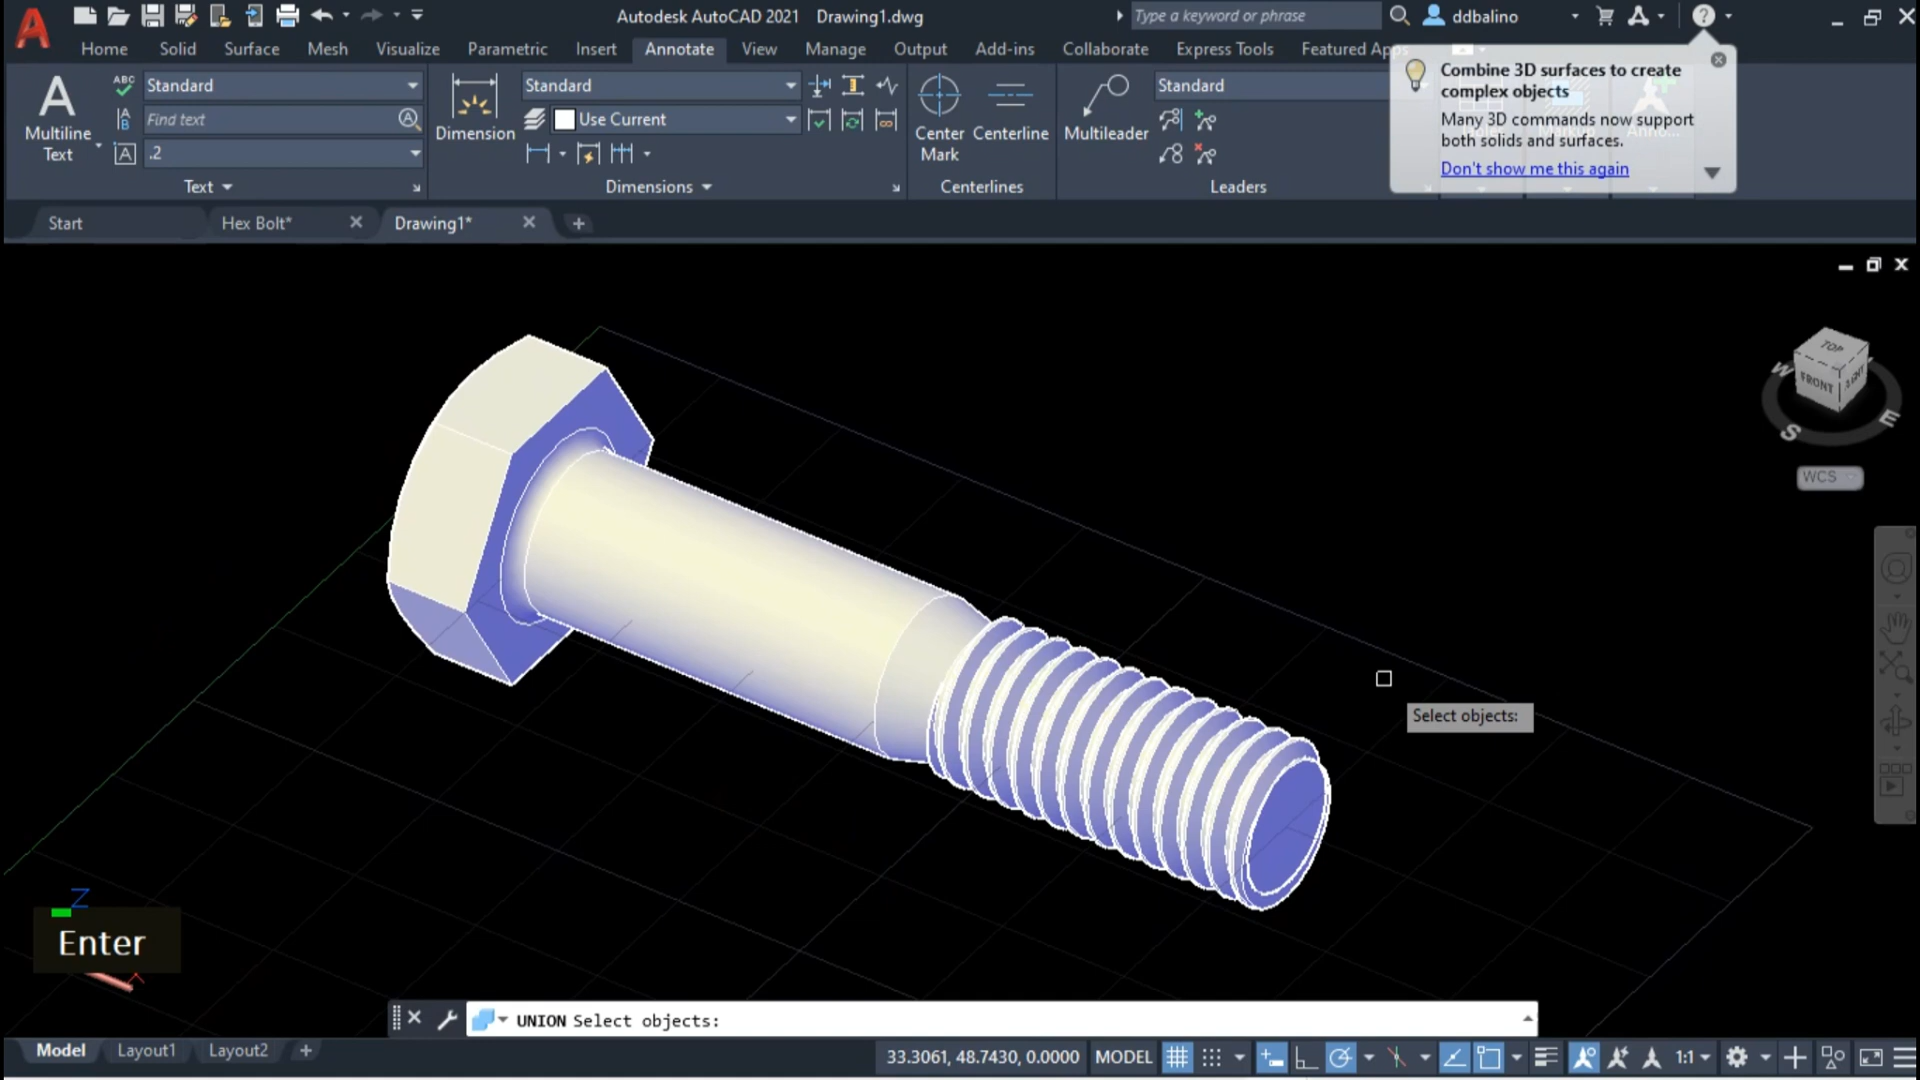 Autodesk AutoCAD 2021 Drawing1.dwg
Type a keyword or phrase
ddbalino
Home Solid Surface Mesh Visualize Parametric Insert Annotate View Manage Output Add-ins Collaborate Express Tools Featured Apps
Multiline
Text
ABC
Standard
Find text
.2
Text
Dimension
Standard
Use Current
Dimensions
Center
Mark
Centerline
Centerlines
Multileader
Standard
Leaders
Combine 3D surfaces to create
complex objects
Many 3D commands now support
both solids and surfaces.
Don't show me this again
Start Hex Bolt* Drawing1*
TOP
FRONT
W
S
E
WCS
Select objects:
Z
Enter
X
UNION Select objects:
Model Layout1 Layout2
33.3061, 48.7430, 0.0000 MODEL 1:1